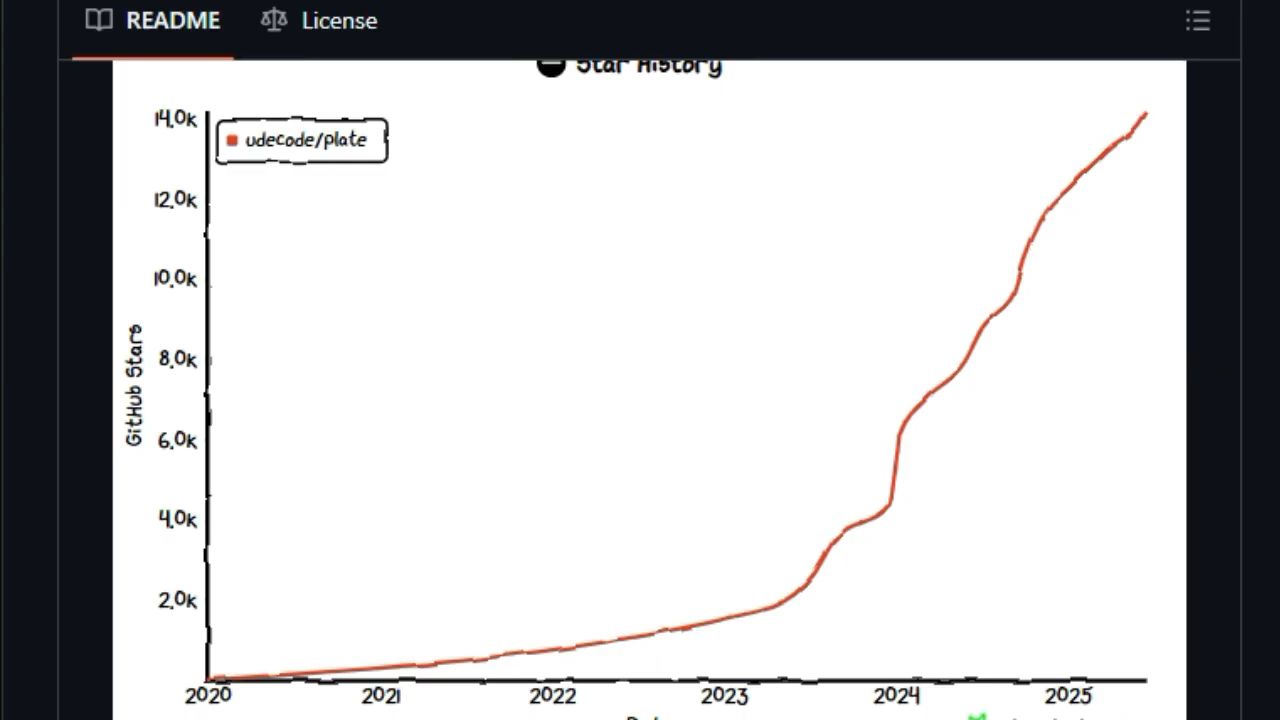 README License
Star History
14.0k
udecode/plate
12.0k
10.0k
8.0k
GitHub Stars
6.0k
4.0k
2.0k
2020 2021 2022 2023 2024 2025